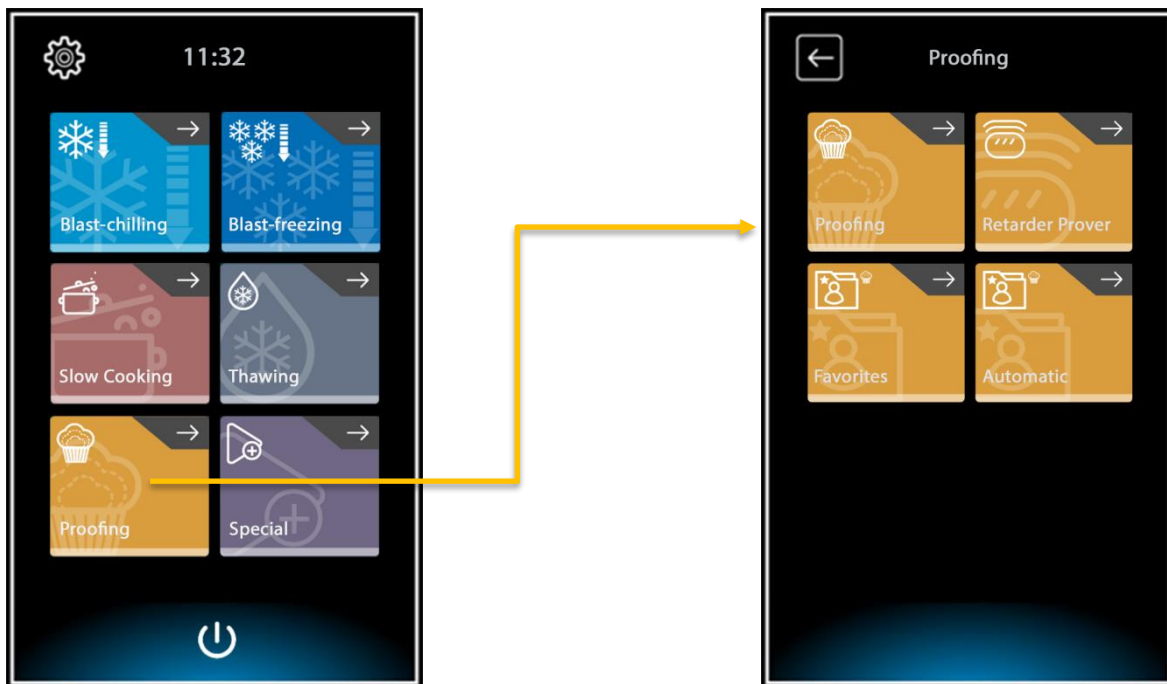 11:32
Blast-chilling
Blast-freezing
Slow Cooking
Thawing
Proofing
Special
Proofing
Proofing
Retarder Prover
Favorites
Automatic